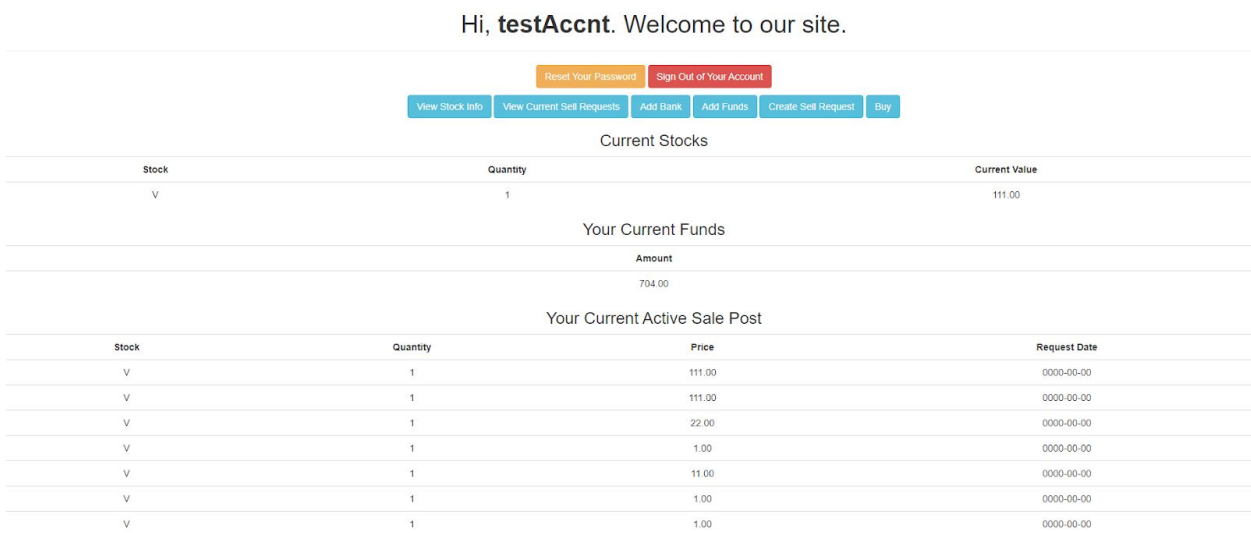 Hi, testAccnt. Welcome to our site.
Reset Your Password Sign Out of Your Account
View Stock Info View Current Sell Requests Add Bank Add Funds Create Sell Request Buy
Current Stocks
Stock Quantity Current Value
V 1 111.00
Your Current Funds
Amount
704.00
Your Current Active Sale Post
Stock Quantity Price Request Date
V 1 111.00 0000-00-00
V 1 111.00 0000-00-00
V 1 22.00 0000-00-00
V 1 1.00 0000-00-00
V 1 11.00 0000-00-00
V 1 1.00 0000-00-00
V 1 1.00 0000-00-00